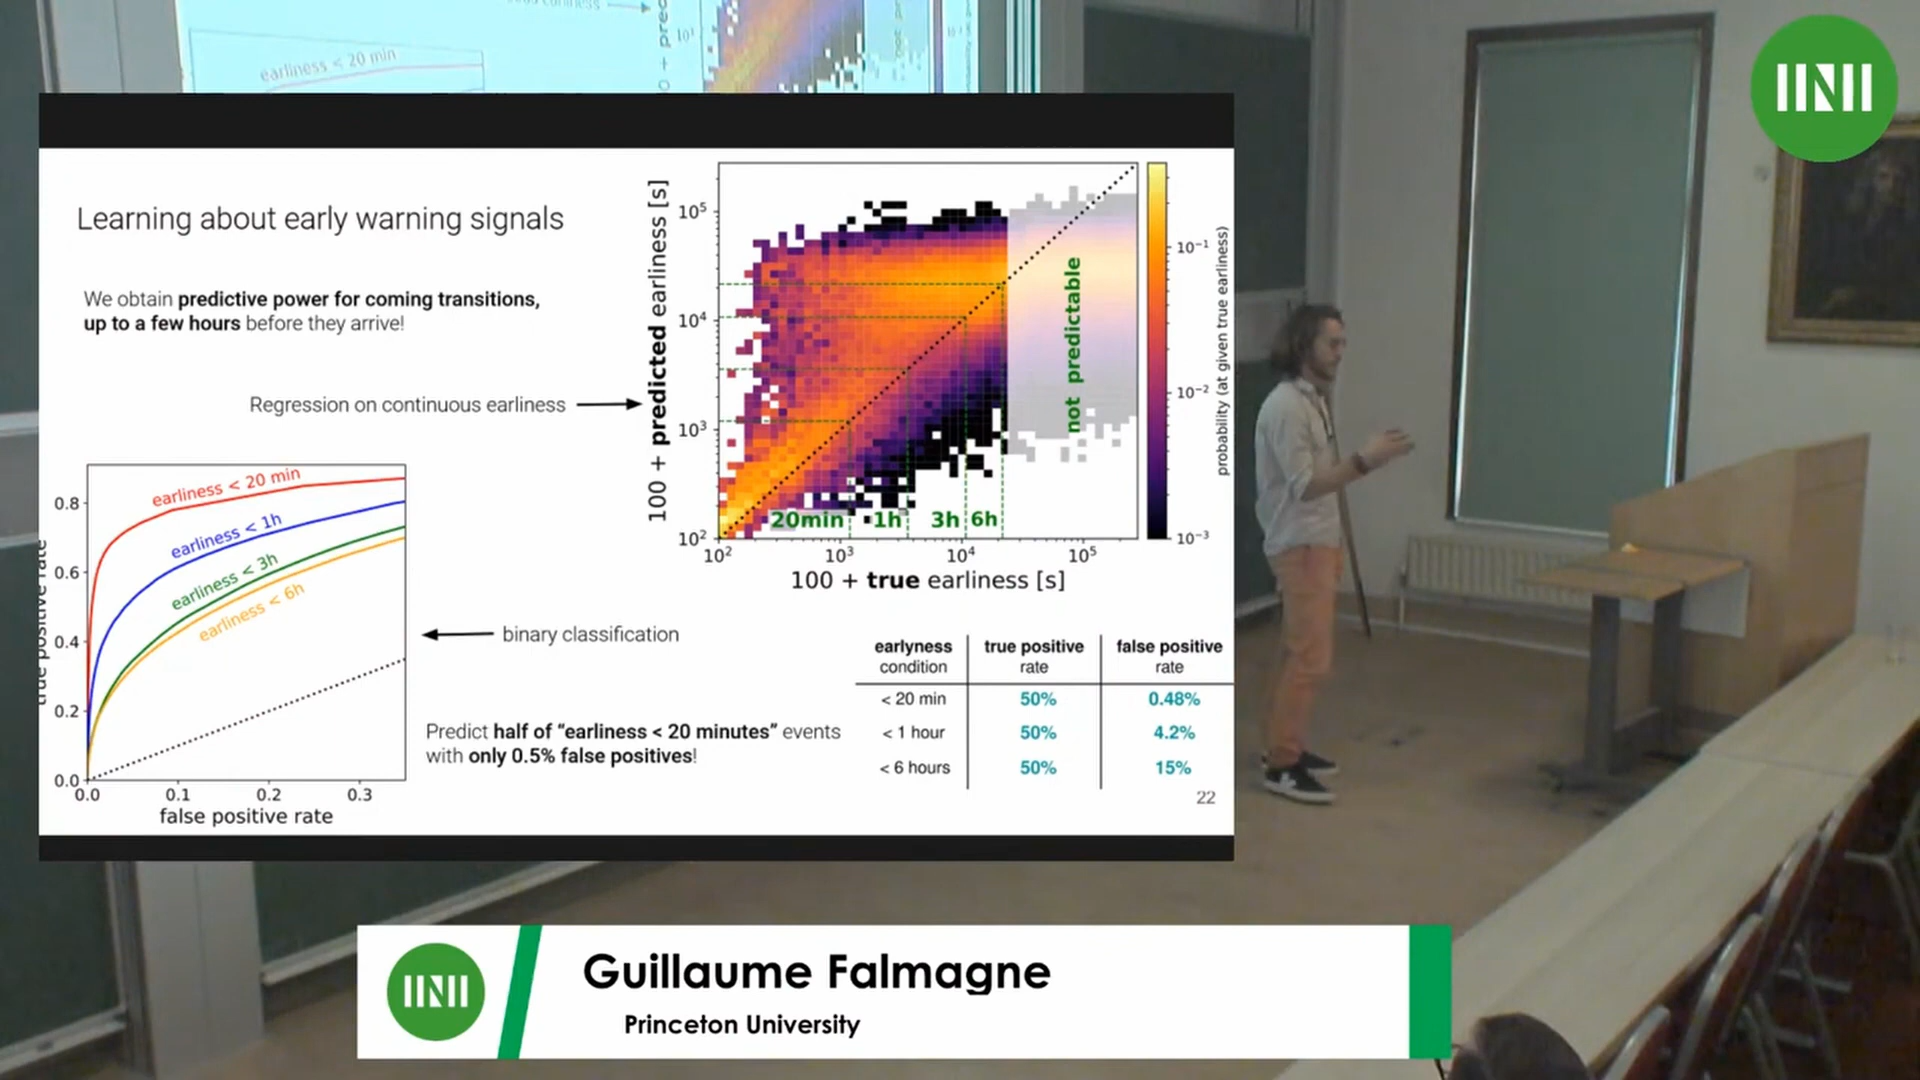 earliness < 20 min
Learning about early warning signals
We obtain predictive power for coming transitions,
up to a few hours before they arrive!
Regression on continuous earliness
100 + predicted earliness [s]
10⁵
10⁴
10³
10²
not predictable
20min 1h 3h 6h
10² 10³ 10⁴ 10⁵
100 + true earliness [s]
10⁻¹
10⁻²
10⁻³
probability (at given true earliness)
true positive rate
0.8
0.6
0.4
0.2
0.0
earliness < 20 min
earliness < 1h
earliness < 3h
earliness < 6h
0.0 0.1 0.2 0.3
false positive rate
binary classification
Predict half of “earliness < 20 minutes” events
with only 0.5% false positives!
earlyness true positive false positive
condition rate rate
< 20 min 50% 0.48%
< 1 hour 50% 4.2%
< 6 hours 50% 15%
22
Guillaume Falmagne
Princeton University